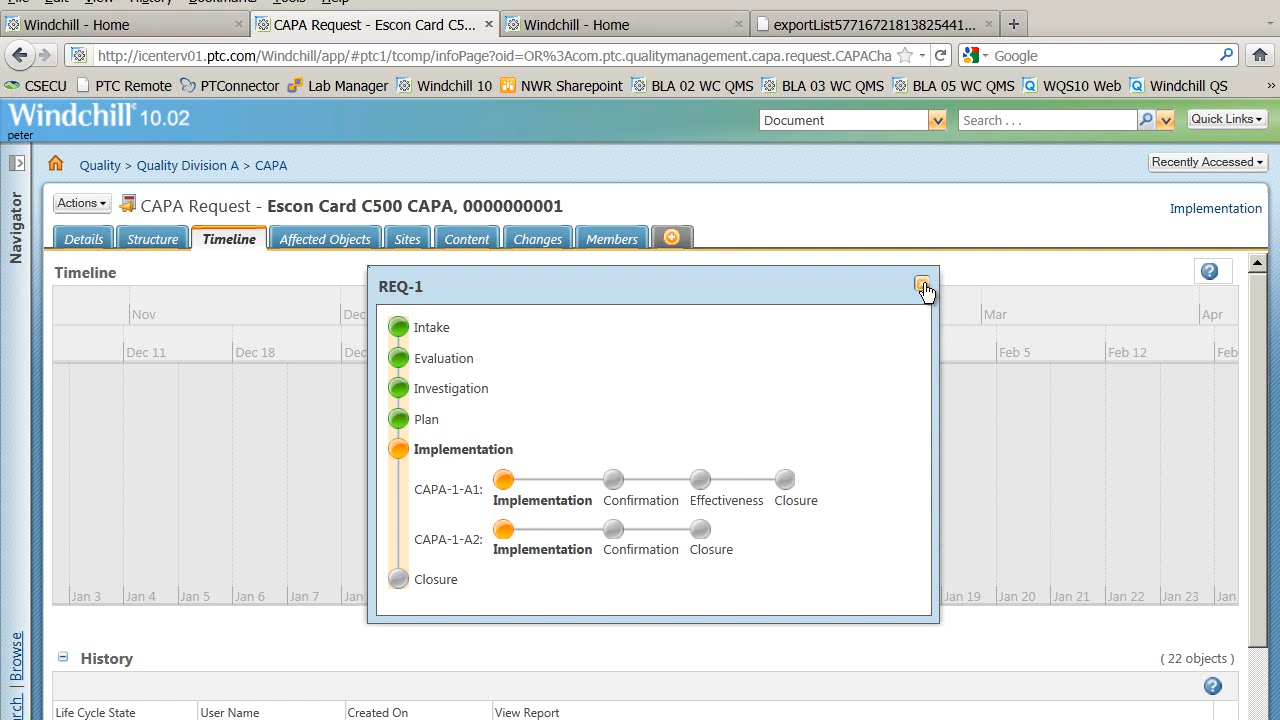 File Edit View History Bookmarks Tools Help
Windchill - Home × CAPA Request - Escon Card C5... × Windchill - Home × exportList57716721813825441... ×
http://icenterv01.ptc.com/Windchill/app/#ptc1/tcomp/infoPage?oid=OR%3Acom.ptc.qualitymanagement.capa.request.CAPACha Google
CSECU PTC Remote PTConnector Lab Manager Windchill 10 NWR Sharepoint BLA 02 WC QMS BLA 03 WC QMS BLA 05 WC QMS WQS10 Web Windchill QS »
Windchill 10.02 Document Search . . . Quick Links
peter
Quality > Quality Division A > CAPA Recently Accessed
Navigator
Actions CAPA Request - Escon Card C500 CAPA, 0000000001 Implementation
Details Structure Timeline Affected Objects Sites Content Changes Members
Timeline
REQ-1
Nov Dec Mar Apr
Dec 11 Dec 18 Dec Feb 5 Feb 12 Feb
Intake
Evaluation
Investigation
Plan
Implementation
CAPA-1-A1: Implementation Confirmation Effectiveness Closure
CAPA-1-A2: Implementation Confirmation Closure
Closure
Jan 3 Jan 4 Jan 5 Jan 6 Jan 7 Jan 19 Jan 20 Jan 21 Jan 22 Jan 23 Jan
Browse
History ( 22 objects )
Life Cycle State User Name Created On View Report